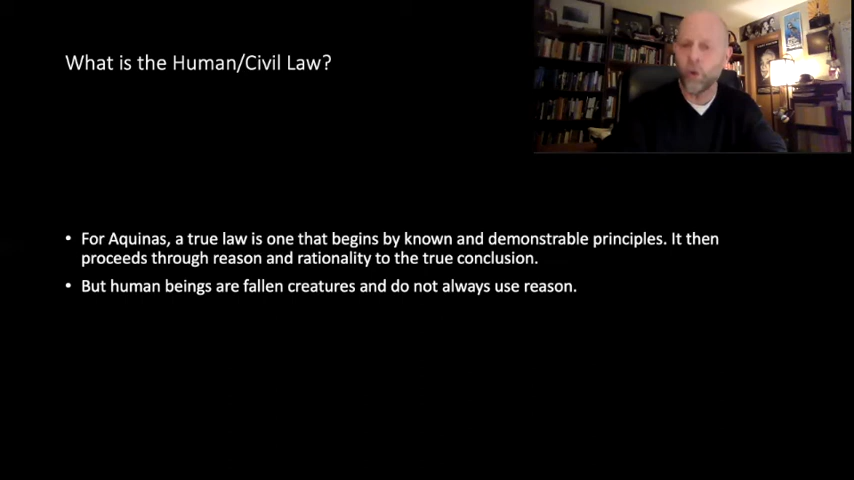 What is the Human/Civil Law?
• For Aquinas, a true law is one that begins by known and demonstrable principles. It then
proceeds through reason and rationality to the true conclusion.
• But human beings are fallen creatures and do not always use reason.